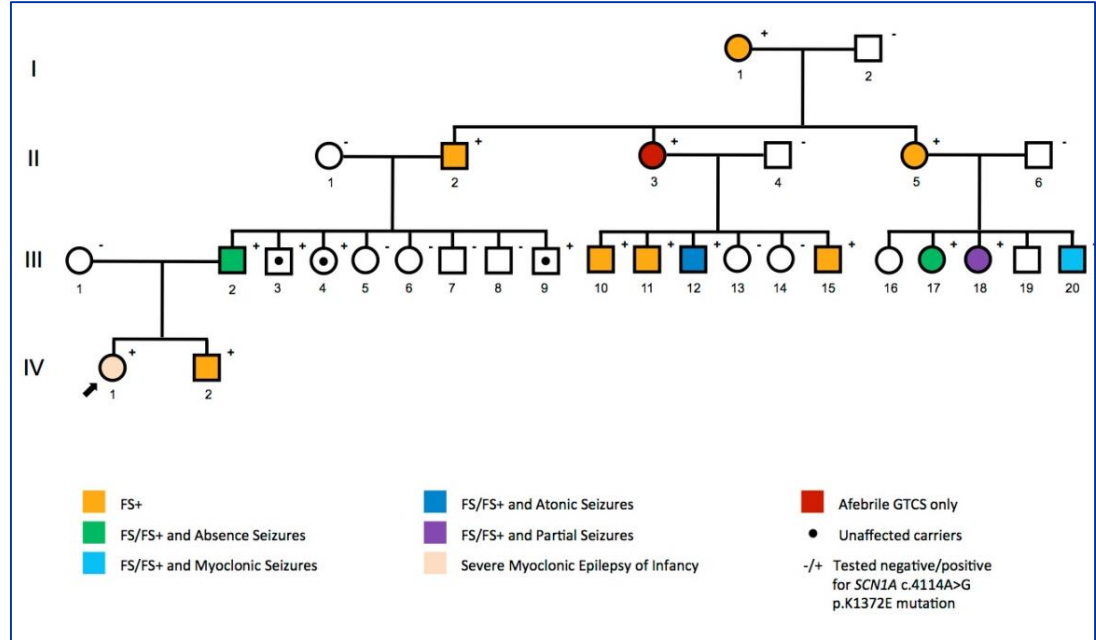 + -
I
1 2
- + + - + -
II
1 2 3 4 5 6
- + + + - - - - + + + + - - + + +
III
1 2 3 4 5 6 7 8 9 10 11 12 13 14 15 16 17 18 19 20
+ +
IV
1 2
FS+
FS/FS+ and Absence Seizures
FS/FS+ and Myoclonic Seizures
FS/FS+ and Atonic Seizures
FS/FS+ and Partial Seizures
Severe Myoclonic Epilepsy of Infancy
Afebrile GTCS only
Unaffected carriers
-/+ Tested negative/positive
for SCN1A c.4114A>G
p.K1372E mutation